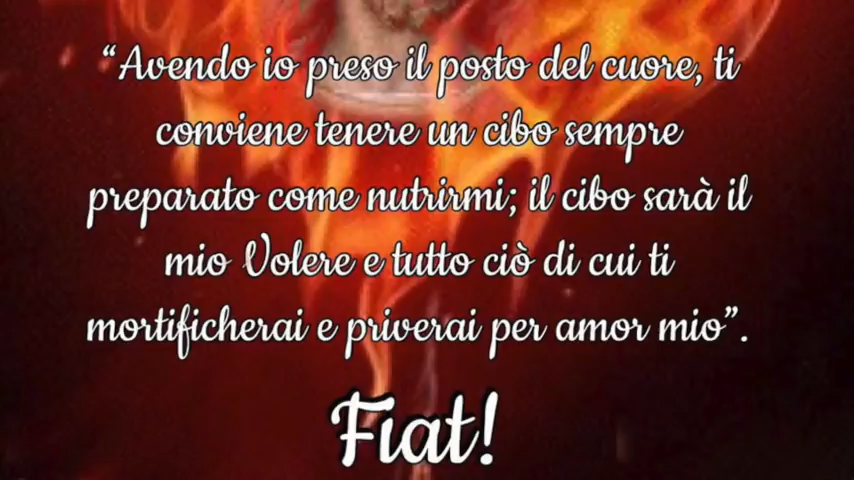 “Avendo io preso il posto del cuore, ti
conviene tenere un cibo sempre
preparato come nutrirmi; il cibo sarà il
mio Volere e tutto ciò di cui ti
mortificherai e priverai per amor mio”.
Fiat!